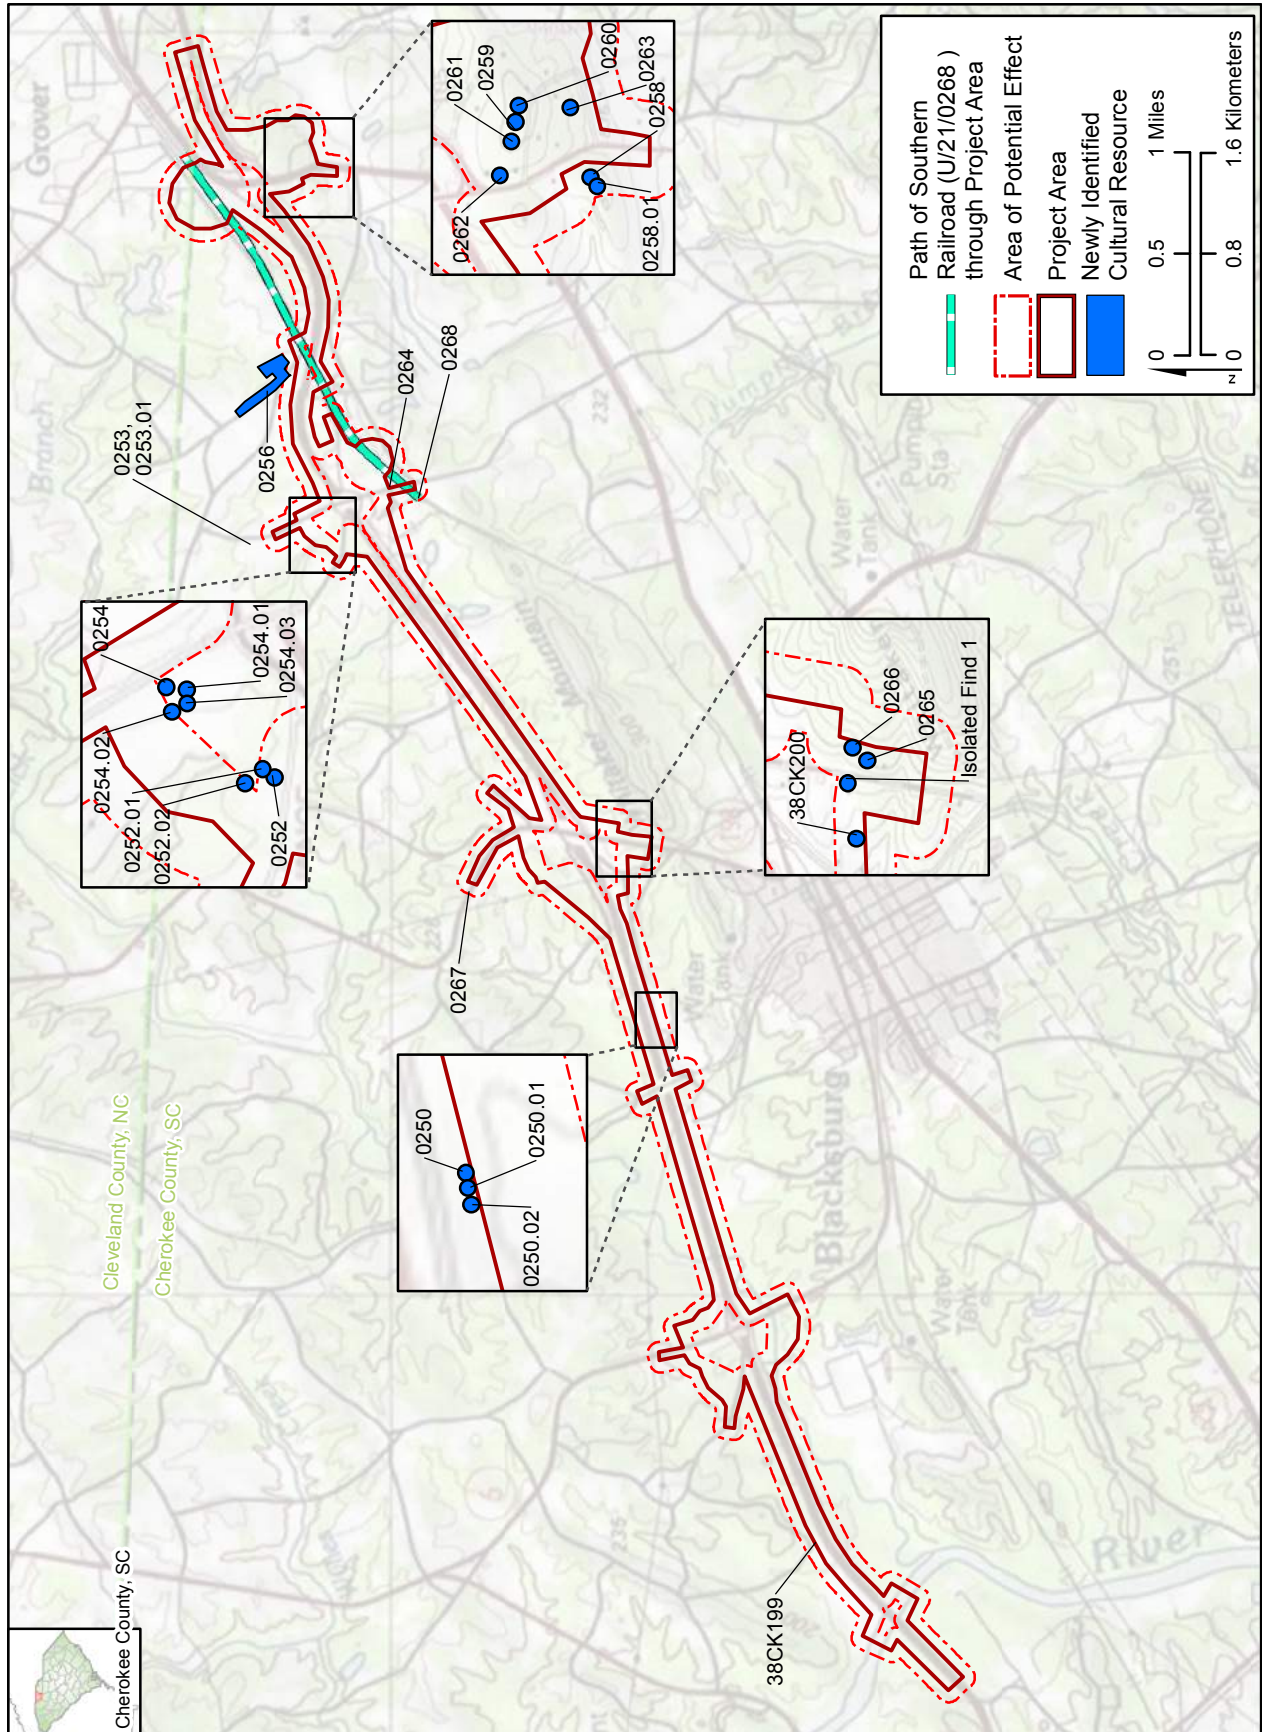 Cherokee County, SC
Cleveland County, NC
Cherokee County, SC
Grover
Branch
0253,
0253.01
0256
0264
0268
0254
0254.01
0254.03
0254.02
0252.01
0252.02
0252
0261
0259
0260
0263
0258
0258.01
0262
0267
0250
0250.01
0250.02
38CK200
0266
0265
Isolated Find 1
38CK199
Mountain
Water
Tank
Water
Blacksburg
Water
Tank
River
TELEPHONE
Path of Southern
Railroad (U/21/0268 )
through Project Area
Area of Potential Effect
Project Area
Newly Identified
Cultural Resource
0 0.5 1 Miles
0 0.8 1.6 Kilometers
N